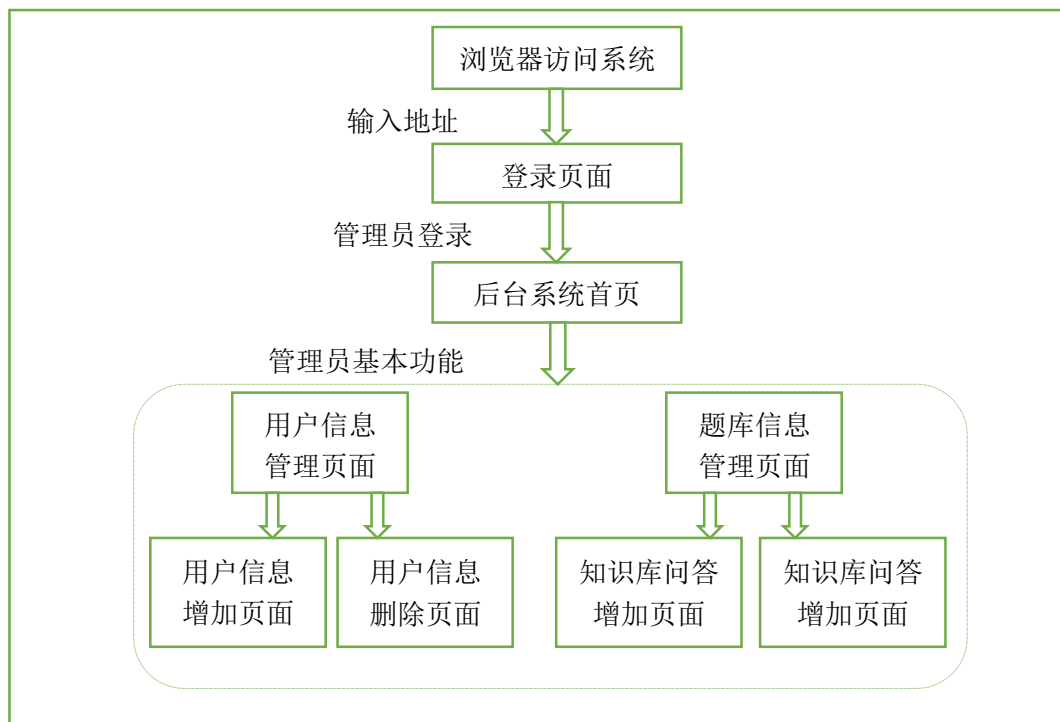 浏览器访问系统
输入地址
登录页面
管理员登录
后台系统首页
管理员基本功能
用户信息
管理页面
题库信息
管理页面
用户信息
增加页面
用户信息
删除页面
知识库问答
增加页面
知识库问答
增加页面